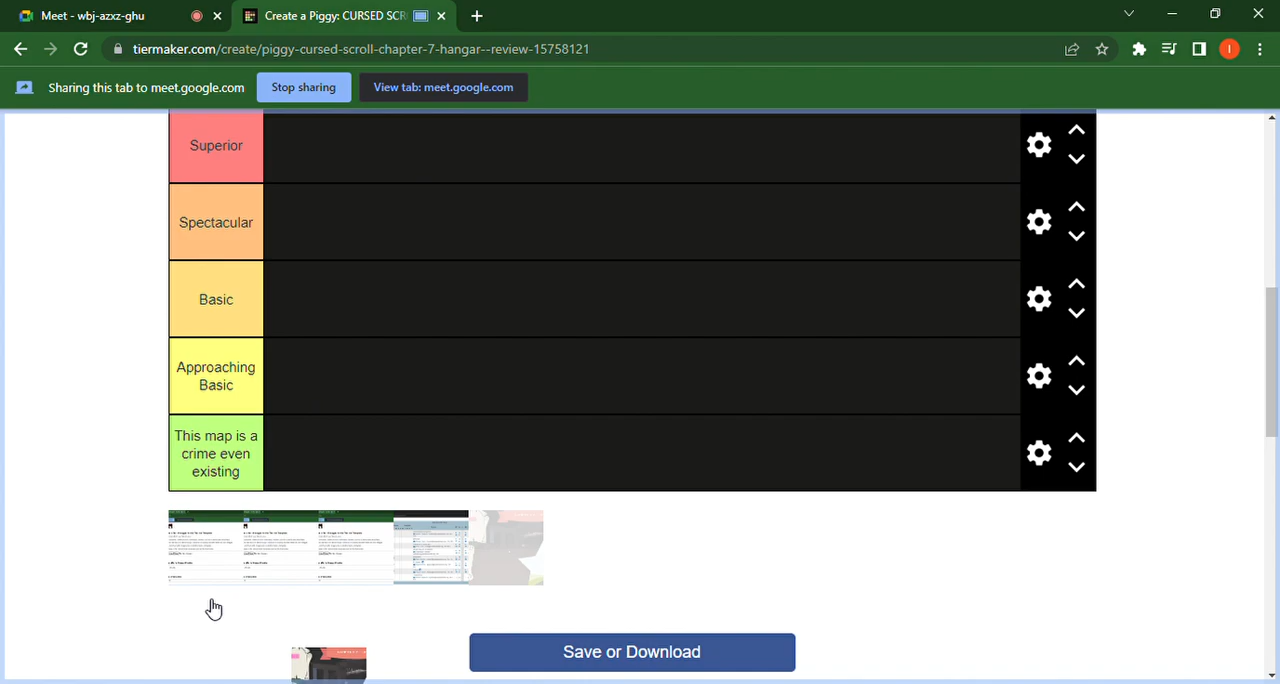 Meet - wbj-azxz-ghu
Create a Piggy: CURSED SCR
tiermaker.com/create/piggy-cursed-scroll-chapter-7-hangar--review-15758121
I
Sharing this tab to meet.google.com
Stop sharing
View tab: meet.google.com
Superior
Spectacular
Basic
Approaching
Basic
This map is a
crime even
existing
Save or Download